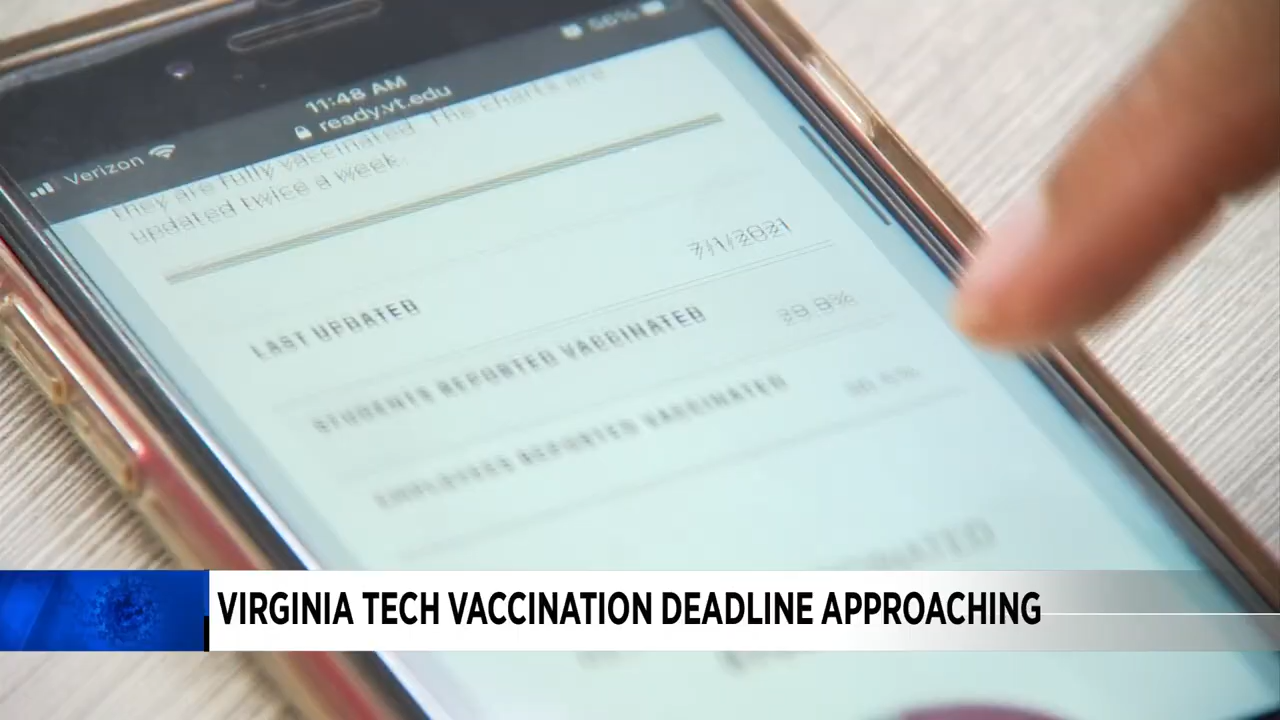 56%
11:48 AM
ready.vt.edu
Verizon
they are fully vaccinated. The charts are
updated twice a week.
LAST UPDATED 7/1/2021
STUDENTS REPORTED VACCINATED
EMPLOYEES REPORTED VACCINATED
VIRGINIA TECH VACCINATION DEADLINE APPROACHING